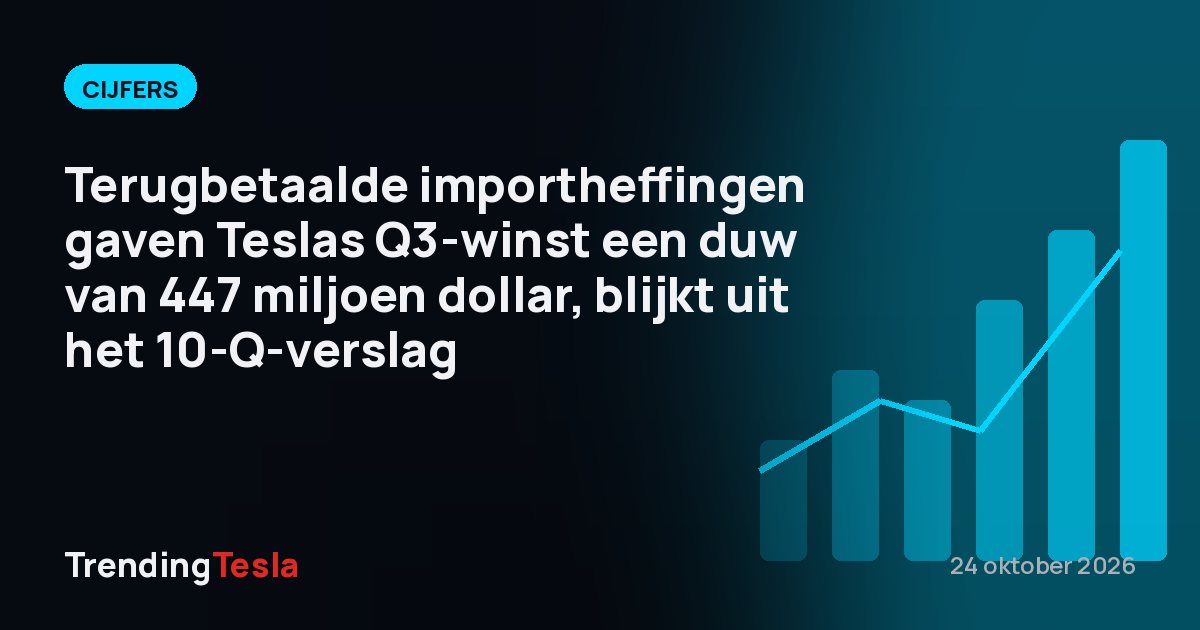 CIJFERS
Terugbetaalde importheffingen
gaven Teslas Q3-winst een duw
van 447 miljoen dollar, blijkt uit
het 10-Q-verslag
TrendingTesla
24 oktober 2026